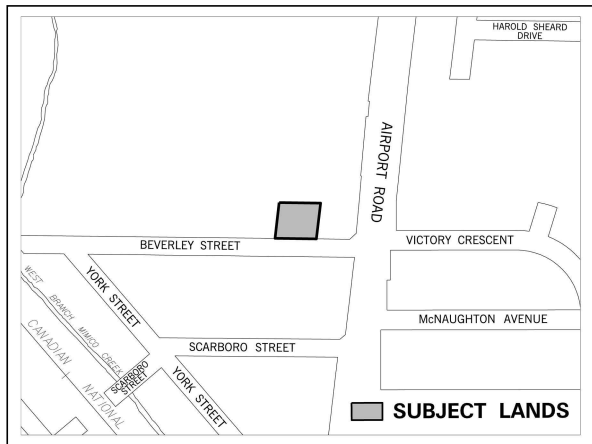 HAROLD SHEARD
DRIVE
AIRPORT ROAD
BEVERLEY STREET
VICTORY CRESCENT
YORK STREET
WEST BRANCH MIMICO CREEK
McNAUGHTON AVENUE
SCARBORO STREET
CANADIAN NATIONAL
SCARBORO
STREET
YORK STREET
SUBJECT LANDS